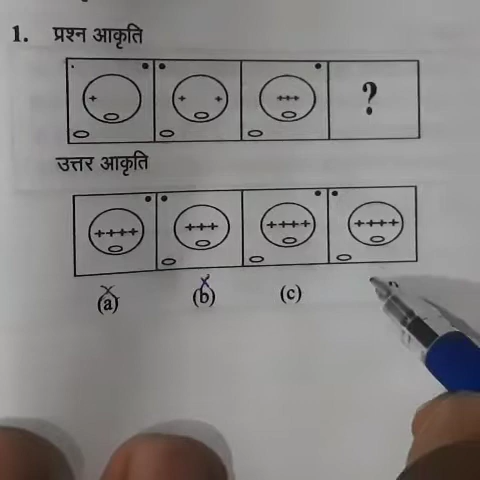 1. प्रश्न आकृति
+ + + +++ ?
उत्तर आकृति
++++ +++ ++++ ++++
(a) (b) (c)